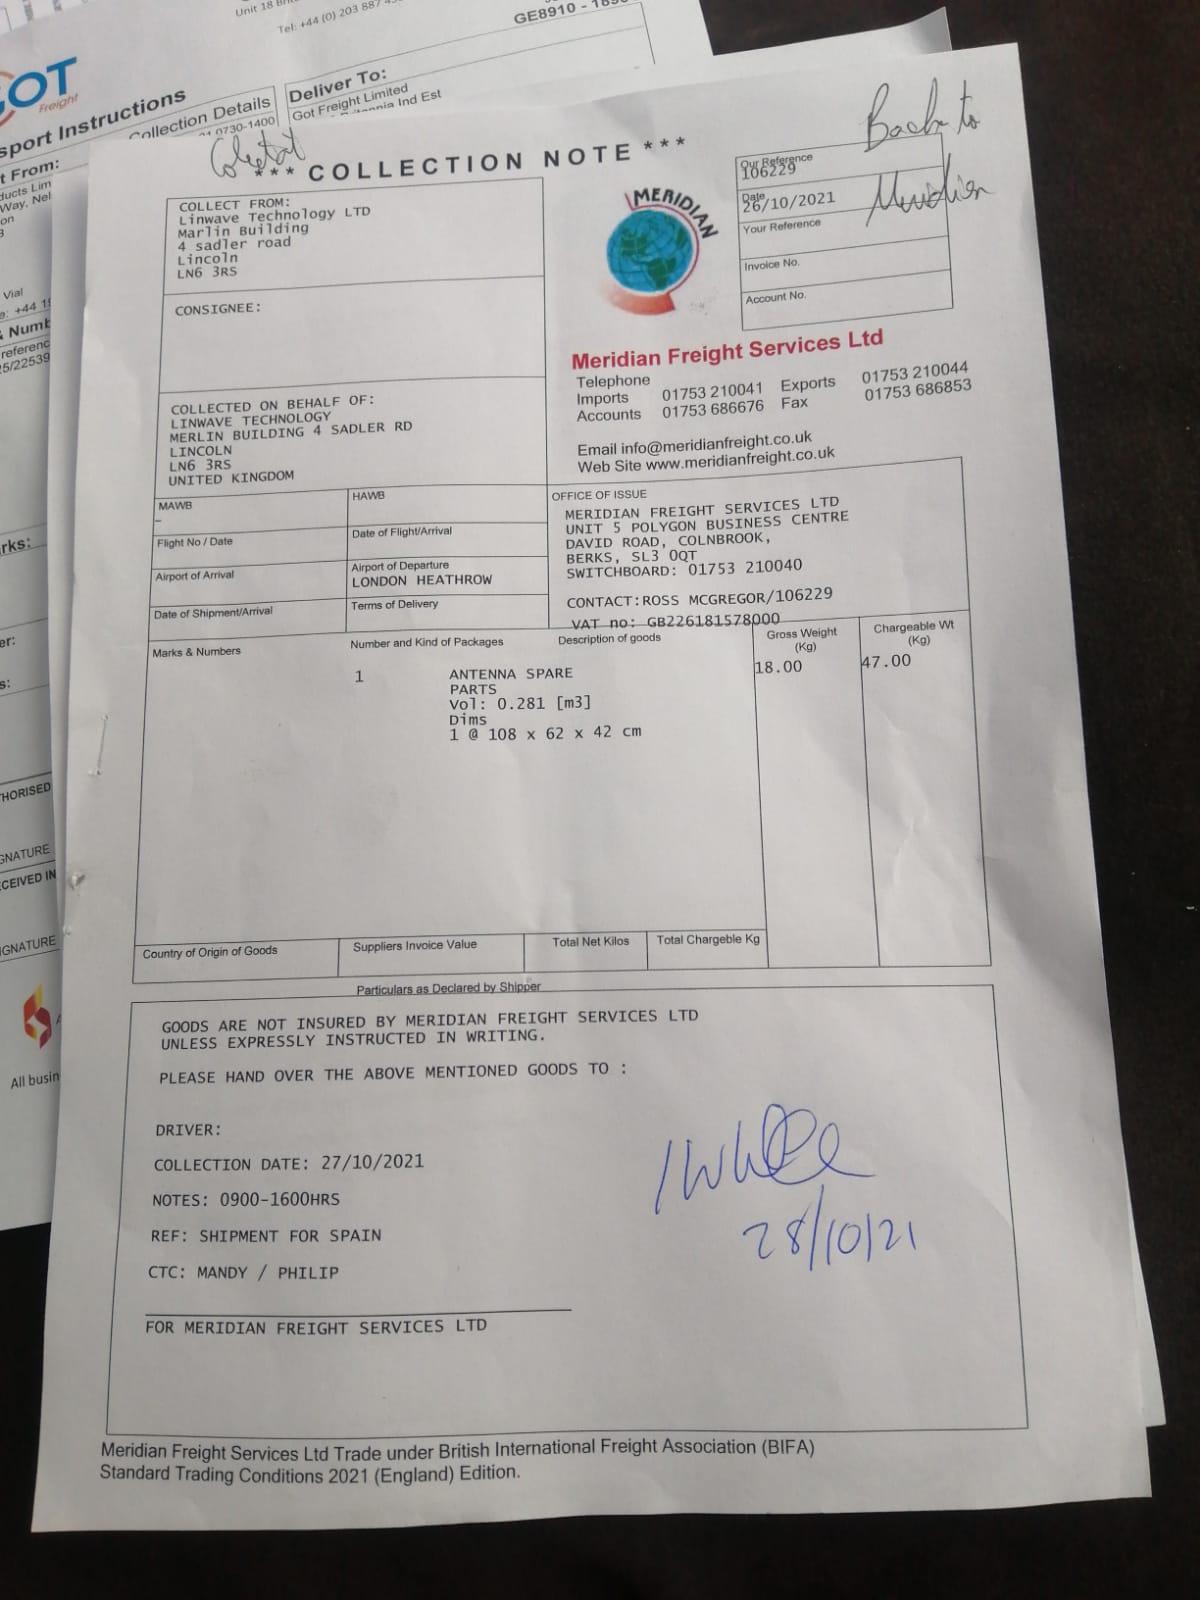 GOT
Freight
Unit 18
Tel: +44 (0) 203 887
GE8910 -
sport Instructions
Collection Details
0730-1400
Deliver To:
Got Freight Limited
Ind Est
t From:
ducts Lim
Way, Nel
on
3
Vial
e: +44 19
& Numb
reference
25/22539
rks:
er:
s:
THORISED
GNATURE
CEIVED IN
IGNATURE
All busin
Back to
Meridian
*** COLLECTION NOTE ***
Our Reference
106229
Date
26/10/2021
Your Reference
Invoice No.
Account No.
COLLECT FROM:
Linwave Technology LTD
Marlin Building
4 sadler road
Lincoln
LN6 3RS
MERIDIAN
CONSIGNEE:
Meridian Freight Services Ltd
Telephone
Imports 01753 210041 Exports 01753 210044
Accounts 01753 686676 Fax 01753 686853
Email info@meridianfreight.co.uk
Web Site www.meridianfreight.co.uk
COLLECTED ON BEHALF OF:
LINWAVE TECHNOLOGY
MERLIN BUILDING 4 SADLER RD
LINCOLN
LN6 3RS
UNITED KINGDOM
MAWB
–
HAWB
Flight No / Date
Date of Flight/Arrival
Airport of Arrival
Airport of Departure
LONDON HEATHROW
Date of Shipment/Arrival
Terms of Delivery
OFFICE OF ISSUE
MERIDIAN FREIGHT SERVICES LTD
UNIT 5 POLYGON BUSINESS CENTRE
DAVID ROAD, COLNBROOK,
BERKS, SL3 0QT
SWITCHBOARD: 01753 210040
CONTACT:ROSS MCGREGOR/106229
VAT no: GB226181578000
Marks & Numbers
Number and Kind of Packages
Description of goods
Gross Weight
(Kg)
Chargeable Wt
(Kg)
1 ANTENNA SPARE 18.00 47.00
PARTS
Vol: 0.281 [m3]
Dims
1 @ 108 x 62 x 42 cm
Country of Origin of Goods
Suppliers Invoice Value
Total Net Kilos
Total Chargeble Kg
Particulars as Declared by Shipper
GOODS ARE NOT INSURED BY MERIDIAN FREIGHT SERVICES LTD
UNLESS EXPRESSLY INSTRUCTED IN WRITING.
PLEASE HAND OVER THE ABOVE MENTIONED GOODS TO :
DRIVER:
COLLECTION DATE: 27/10/2021
NOTES: 0900-1600HRS
REF: SHIPMENT FOR SPAIN
CTC: MANDY / PHILIP
28/10/21
FOR MERIDIAN FREIGHT SERVICES LTD
Meridian Freight Services Ltd Trade under British International Freight Association (BIFA)
Standard Trading Conditions 2021 (England) Edition.